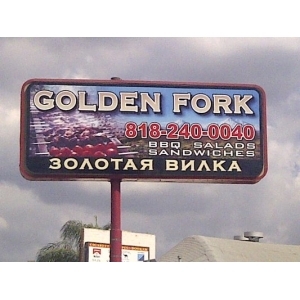 GOLDEN FORK
818-240-0040
BBQ SALADS
SANDWICHES
ЗОЛОТАЯ ВИЛКА